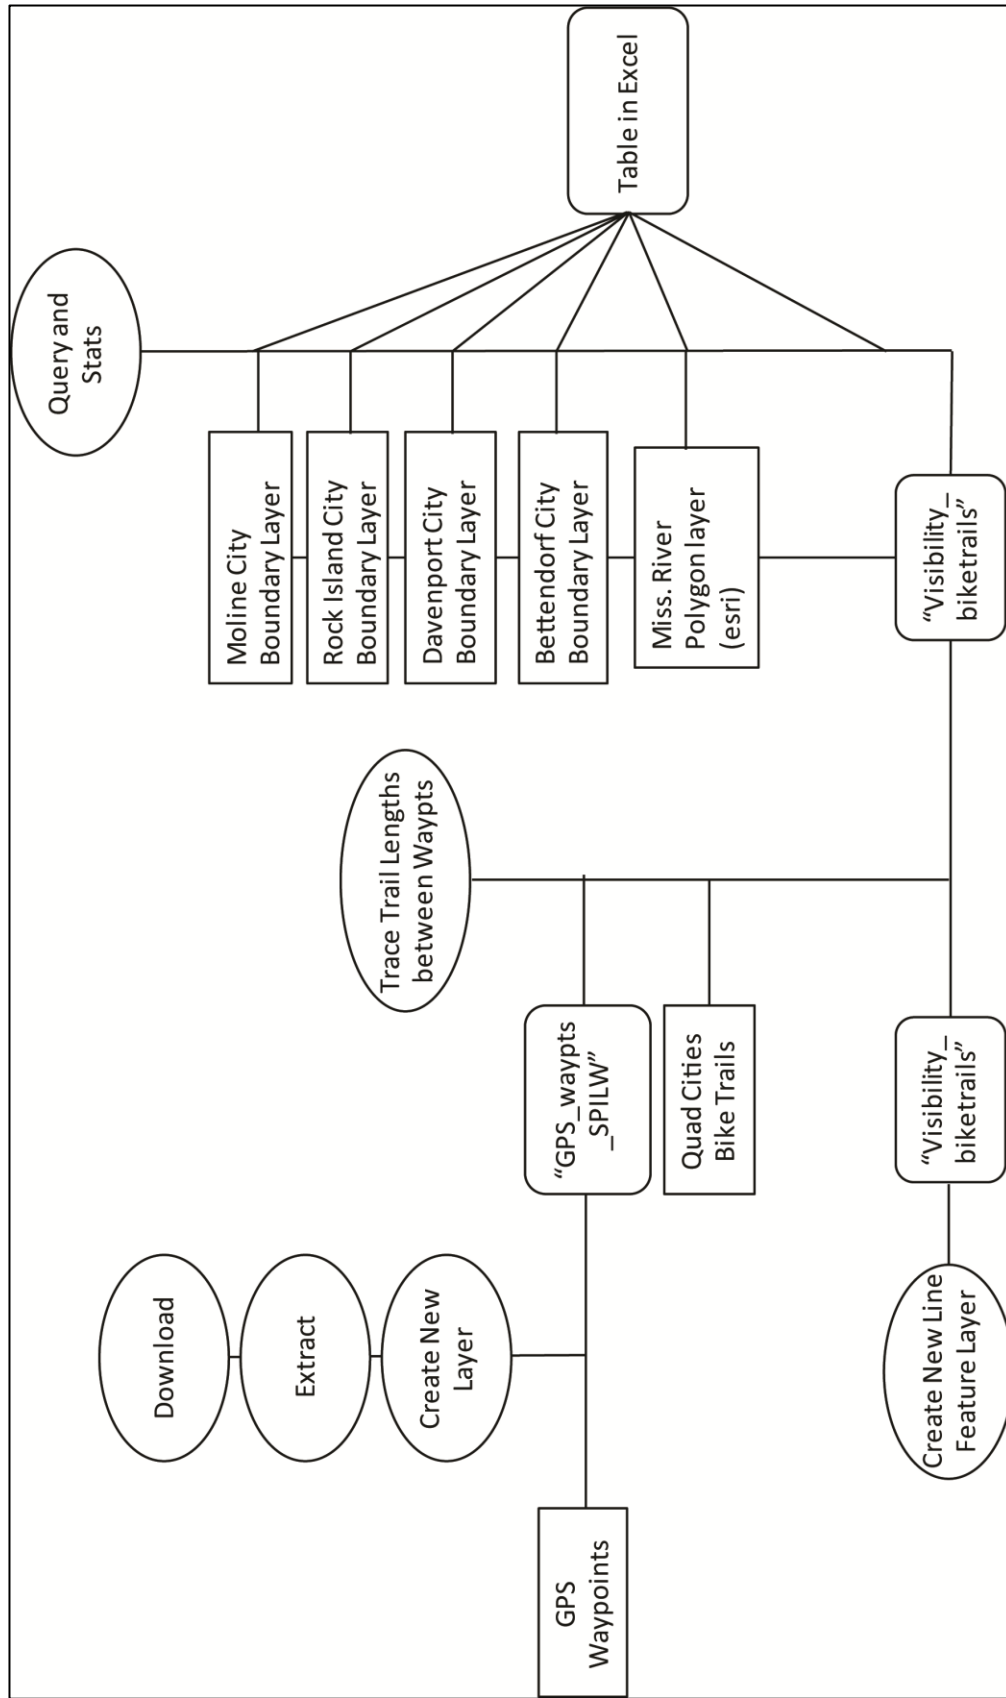 Query and
Stats
Download
Extract
Create New
Layer
Trace Trail Lengths
between Waypts
Moline City
Boundary Layer
Rock Island City
Boundary Layer
Davenport City
Boundary Layer
Bettendorf City
Boundary Layer
Miss. River
Polygon layer
(esri)
GPS
Waypoints
“GPS_waypts
_SPILW”
Quad Cities
Bike Trails
Table in Excel
Create New Line
Feature Layer
“Visibility_
biketrails”
“Visibility_
biketrails”